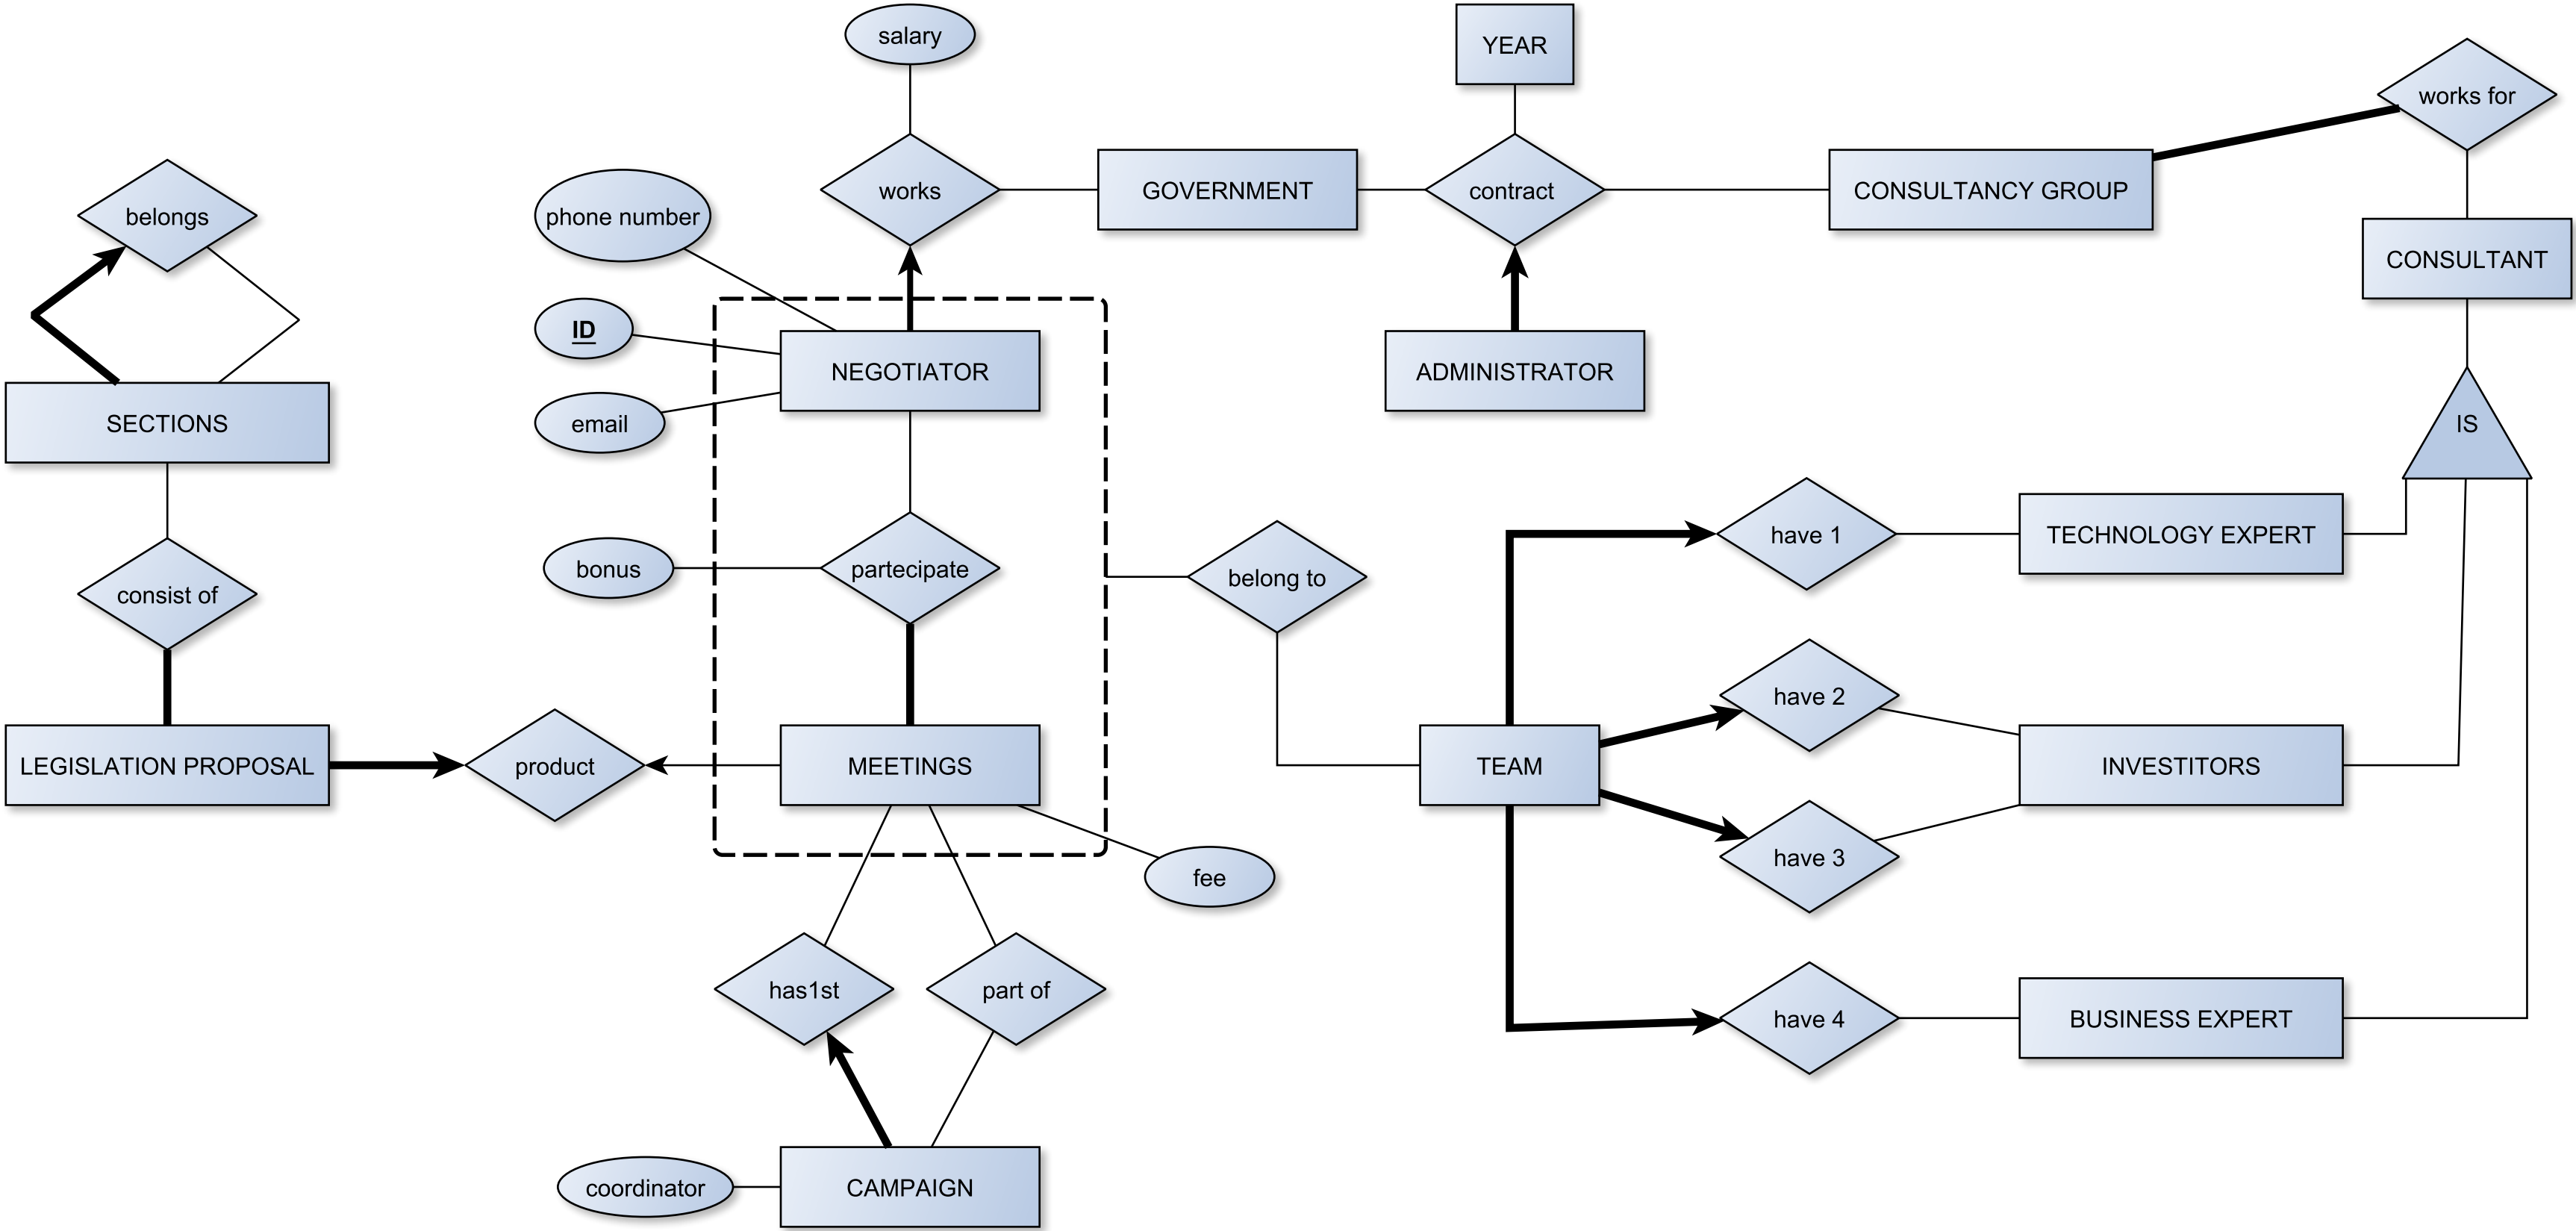 salary
YEAR
works for
belongs
phone number
works
GOVERNMENT
contract
CONSULTANCY GROUP
CONSULTANT
ID
NEGOTIATOR
ADMINISTRATOR
email
SECTIONS
IS
have 1
TECHNOLOGY EXPERT
consist of
bonus
partecipate
belong to
have 2
LEGISLATION PROPOSAL
product
MEETINGS
TEAM
INVESTITORS
have 3
fee
has1st
part of
have 4
BUSINESS EXPERT
coordinator
CAMPAIGN